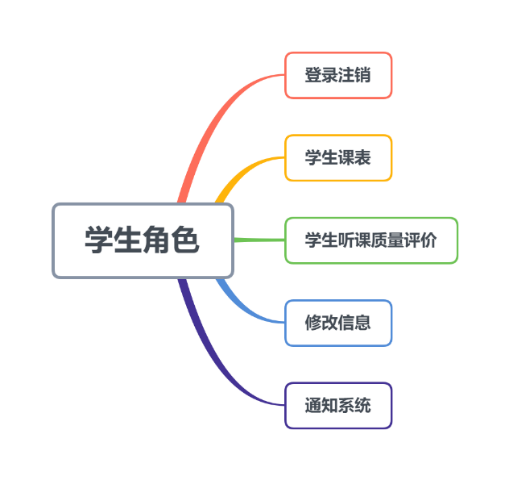 学生角色
登录注销
学生课表
学生听课质量评价
修改信息
通知系统